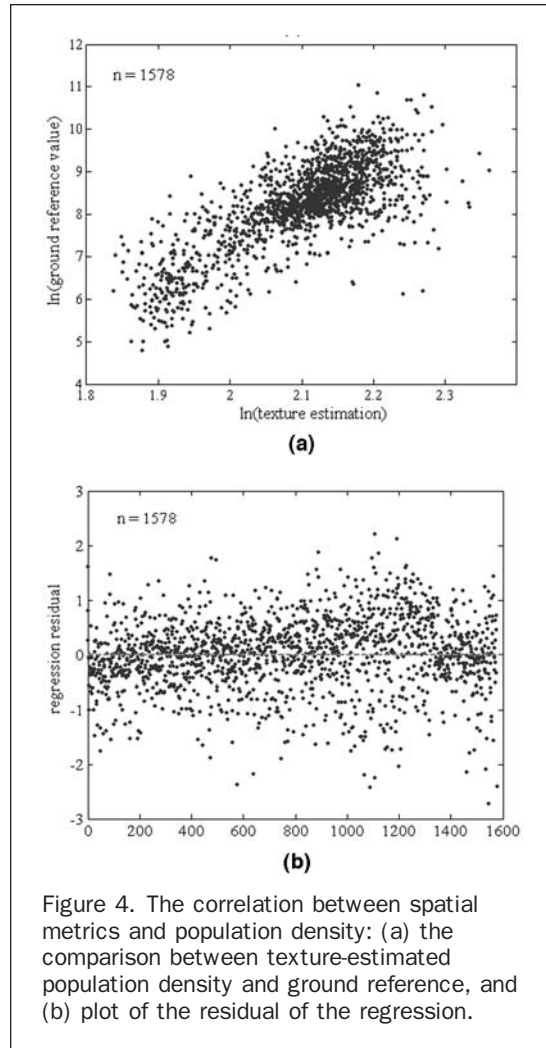 12
11
10
9
8
7
6
5
4
n = 1578
ln(ground reference value)
1.8 1.9 2 2.1 2.2 2.3
ln(texture estimation)
(a)
3
2
1
0
-1
-2
-3
n = 1578
regression residual
0 200 400 600 800 1000 1200 1400 1600
(b)
Figure 4. The correlation between spatial
metrics and population density: (a) the
comparison between texture-estimated
population density and ground reference, and
(b) plot of the residual of the regression.